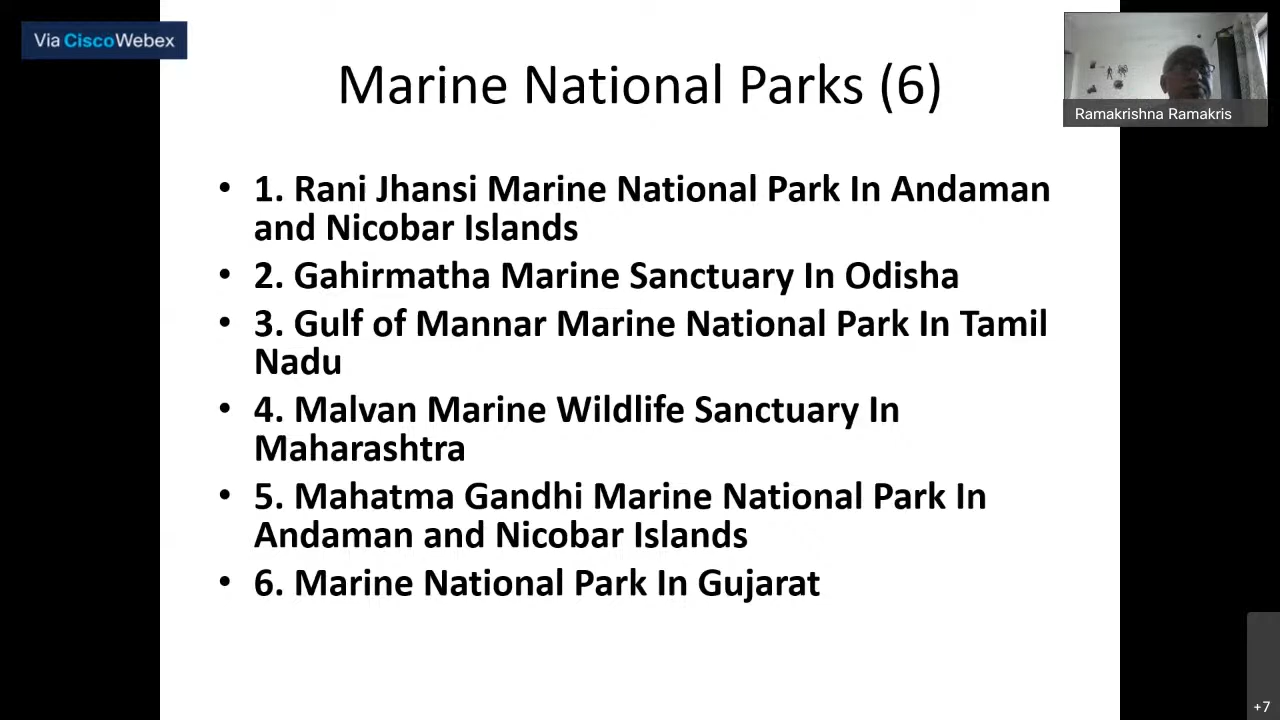 Via Cisco Webex
Marine National Parks (6)
Ramakrishna Ramakris
• 1. Rani Jhansi Marine National Park In Andaman
and Nicobar Islands
• 2. Gahirmatha Marine Sanctuary In Odisha
• 3. Gulf of Mannar Marine National Park In Tamil
Nadu
• 4. Malvan Marine Wildlife Sanctuary In
Maharashtra
• 5. Mahatma Gandhi Marine National Park In
Andaman and Nicobar Islands
• 6. Marine National Park In Gujarat
+7